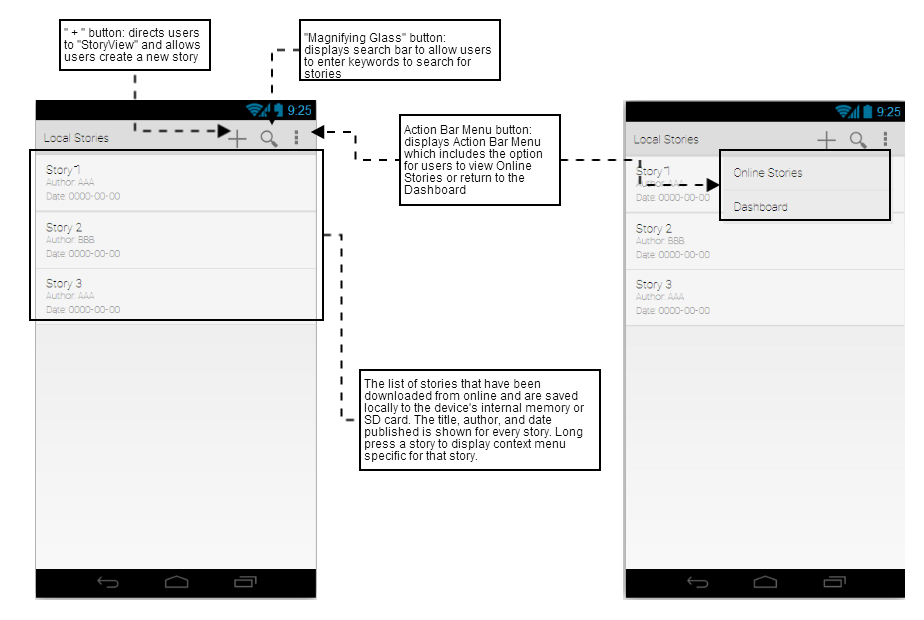 " + " button: directs users
to "StoryView" and allows
users create a new story
"Magnifying Glass" button:
displays search bar to allow users
to enter keywords to search for
stories
9:25
Local Stories
Story 1
Author: AAA
Date: 0000-00-00
Story 2
Author: BBB
Date: 0000-00-00
Story 3
Author: AAA
Date: 0000-00-00
Action Bar Menu button:
displays Action Bar Menu
which includes the option
for users to view Online
Stories or return to the
Dashboard
The list of stories that have been
downloaded from online and are saved
locally to the device's internal memory or
SD card. The title, author, and date
published is shown for every story. Long
press a story to display context menu
specific for that story.
9:25
Local Stories
Story 1
Author: AAA
Date: 0000-00-00
Online Stories
Dashboard
Story 2
Author: BBB
Date: 0000-00-00
Story 3
Author: AAA
Date: 0000-00-00